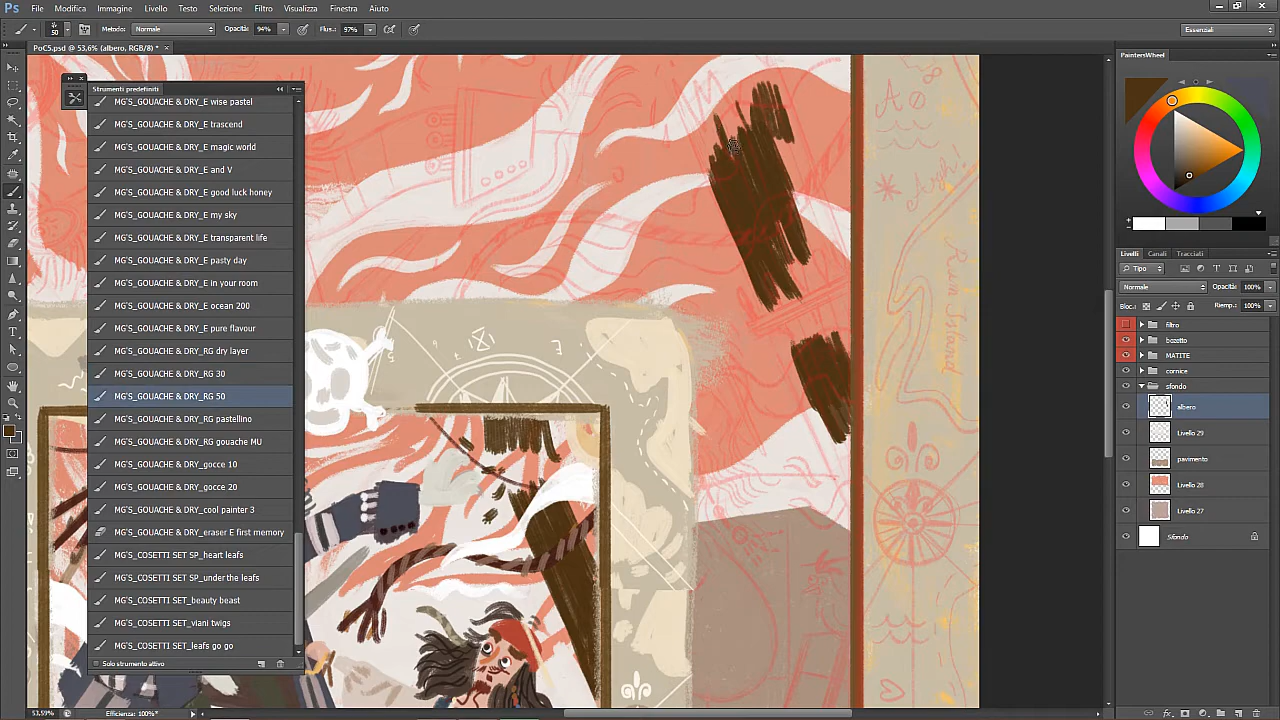 Ps File Modifica Immagine Livello Testo Selezione Filtro Visualizza Finestra Aiuto
50 Metodo: Normale Opacità: 94% Flus.: 97% Essenziali
PoC5.psd @ 53,6% (albero, RGB/8) * ×
PaintersWheel
Strumenti predefiniti
MG'S_GOUACHE & DRY_E wise pastel
MG'S_GOUACHE & DRY_E trascend
MG'S_GOUACHE & DRY_E magic world
MG'S_GOUACHE & DRY_E and V
MG'S_GOUACHE & DRY_E good luck honey
MG'S_GOUACHE & DRY_E my sky
MG'S_GOUACHE & DRY_E transparent life
MG'S_GOUACHE & DRY_E pasty day
MG'S_GOUACHE & DRY_E in your room
MG'S_GOUACHE & DRY_E ocean 200
MG'S_GOUACHE & DRY_E pure flavour
MG'S_GOUACHE & DRY_RG dry layer
MG'S_GOUACHE & DRY_RG 30
MG'S_GOUACHE & DRY_RG 50
MG'S_GOUACHE & DRY_RG pastellino
MG'S_GOUACHE & DRY_RG gouache MU
MG'S_GOUACHE & DRY_gocce 10
MG'S_GOUACHE & DRY_gocce 20
MG'S_GOUACHE & DRY_cool painter 3
MG'S_GOUACHE & DRY_eraser E first memory
MG'S_COSETTI SET SP_heart leafs
MG'S_COSETTI SET SP_under the leafs
MG'S_COSETTI SET_beauty beast
MG'S_COSETTI SET_viani twigs
MG'S_COSETTI SET_leafs go go
Solo strumento attivo
Rum Island
Livelli Canali Tracciati
Tipo
Normale Opacità: 100%
Bloc.: Riemp.: 100%
filtro
bozetto
MATITE
cornice
sfondo
albero
Livello 29
pavimento
Livello 28
Livello 27
Sfondo
53,59% Efficienza: 100%*